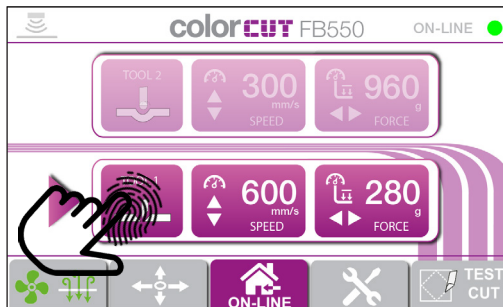 colorCUT FB550
ON-LINE
TOOL 2
300
mm/s
SPEED
960
g
FORCE
600
mm/s
SPEED
280
g
FORCE
ON-LINE
TEST
CUT